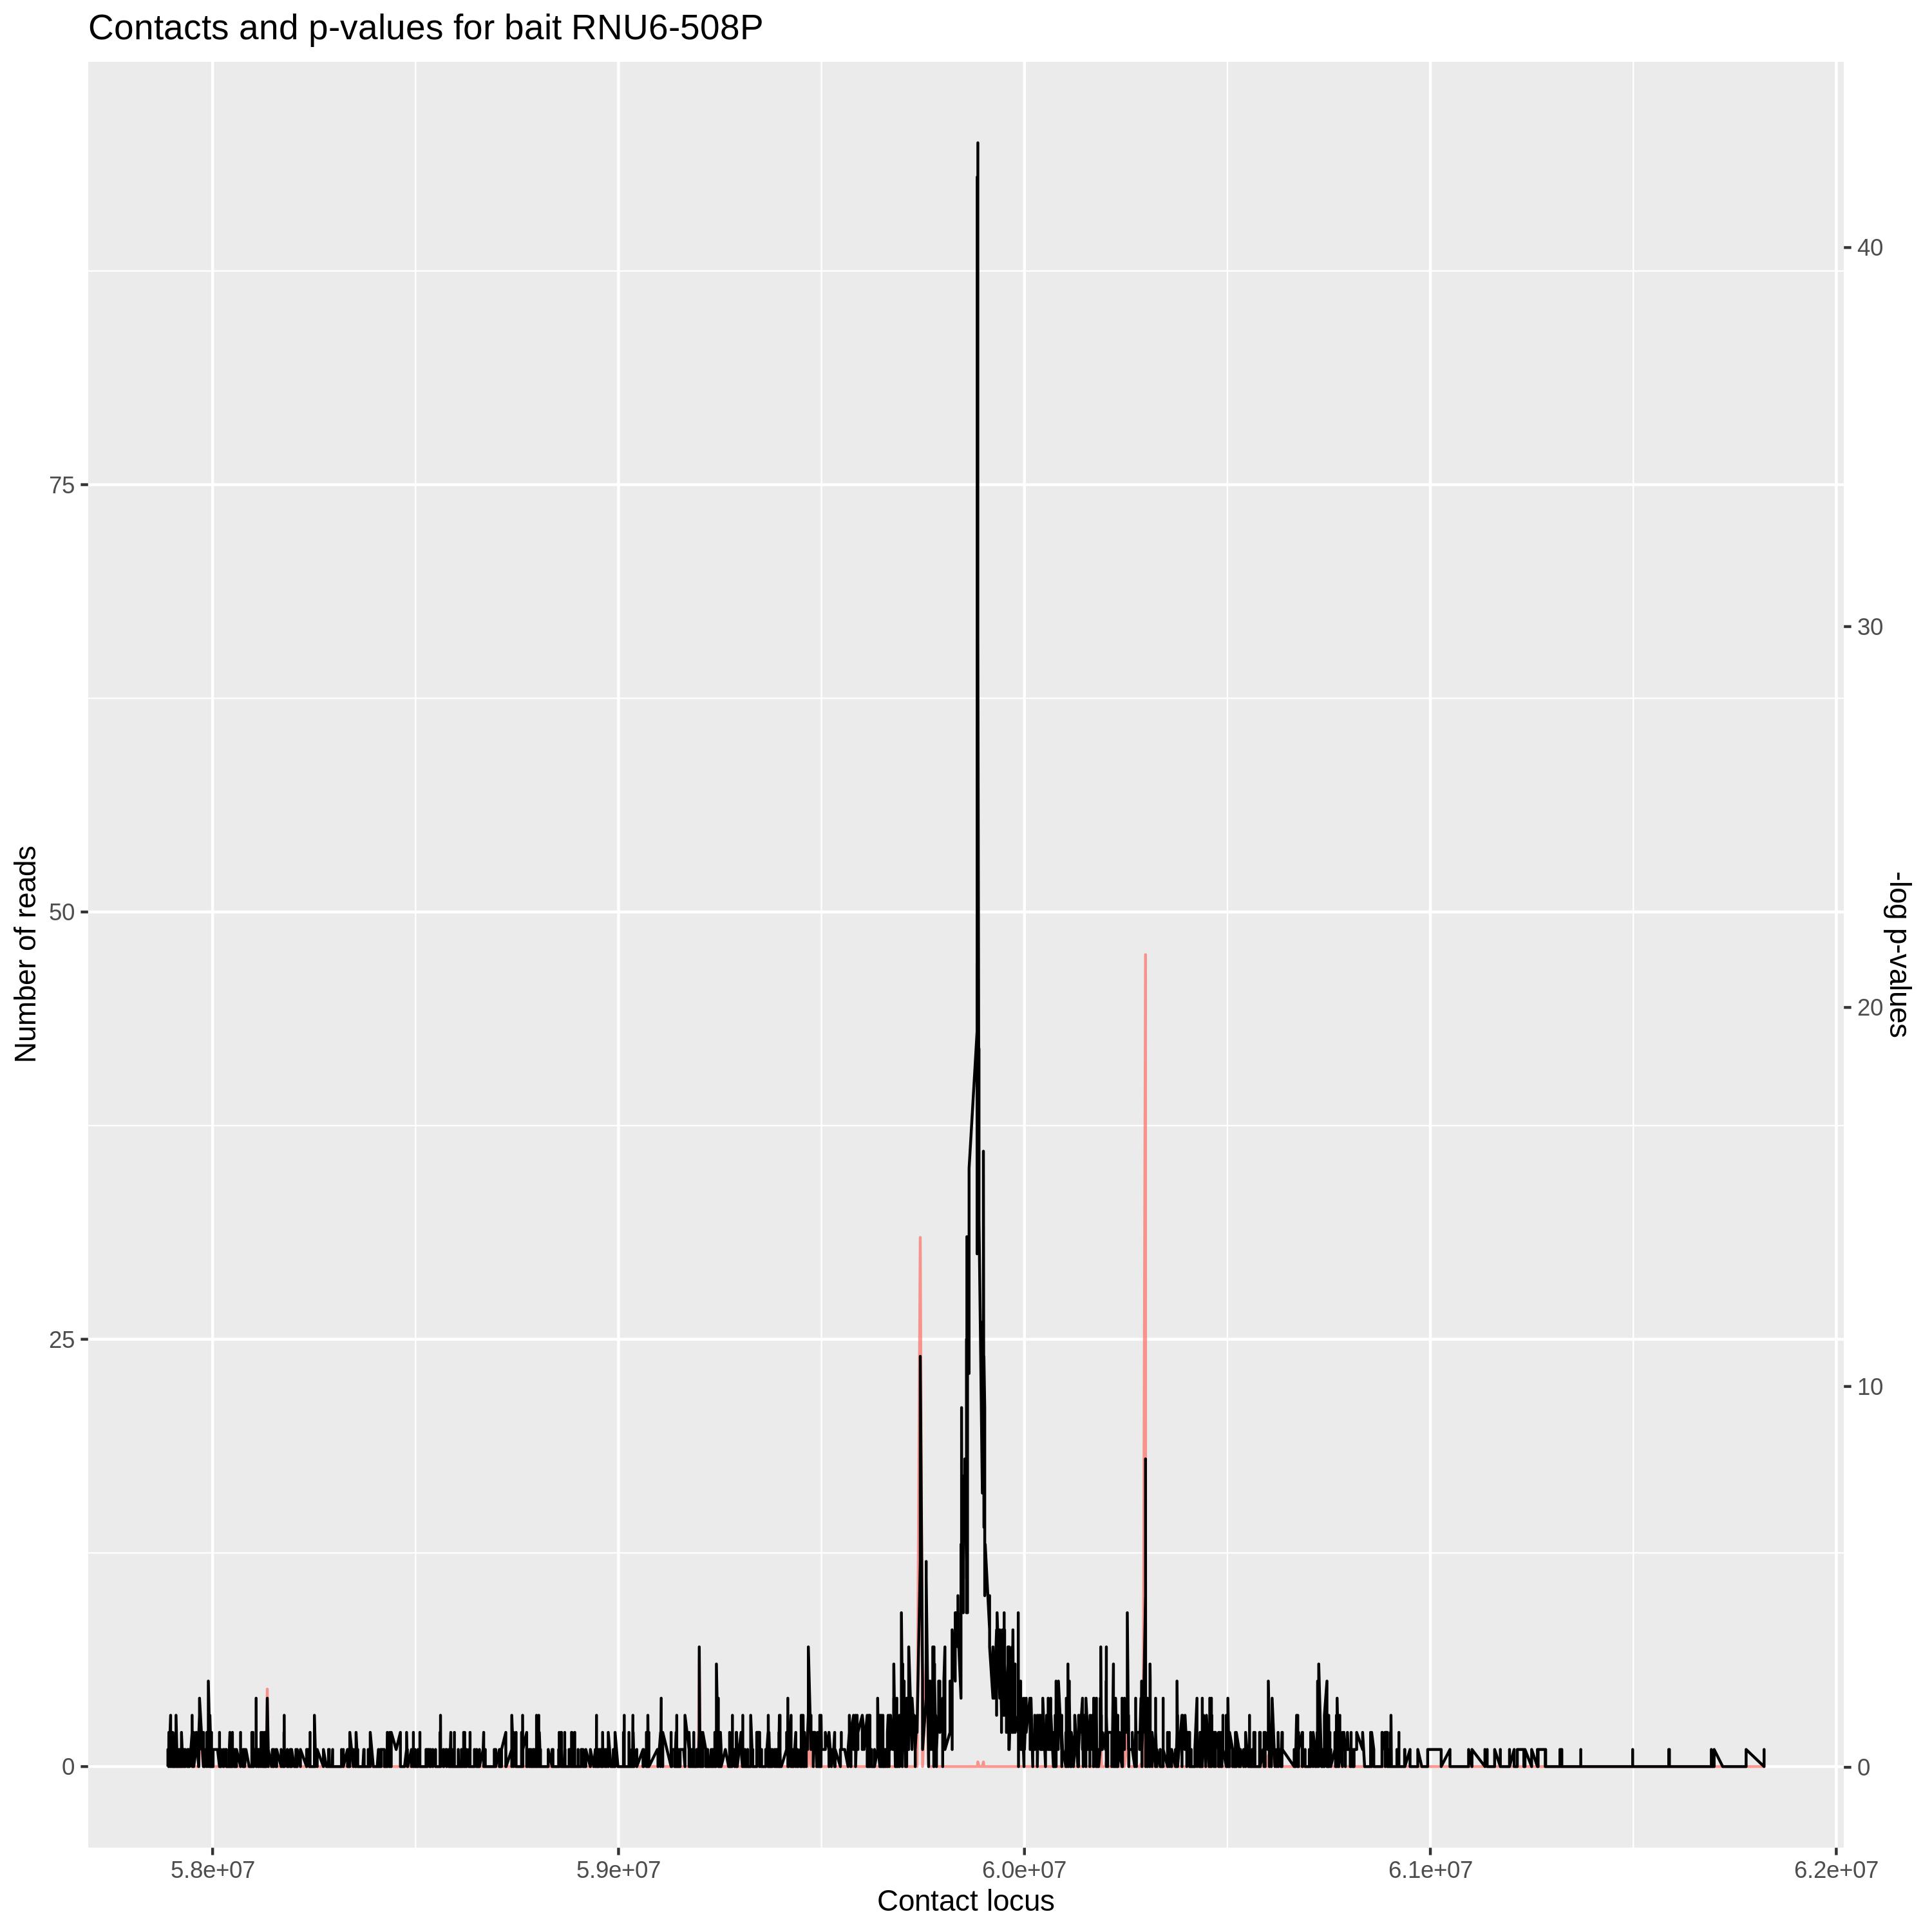 Contacts and p-values for bait RNU6-508P
Number of reads
75
50
25
0
40
30
20
10
0
-log p-values
5.8e+07
5.9e+07
6.0e+07
6.1e+07
6.2e+07
Contact locus